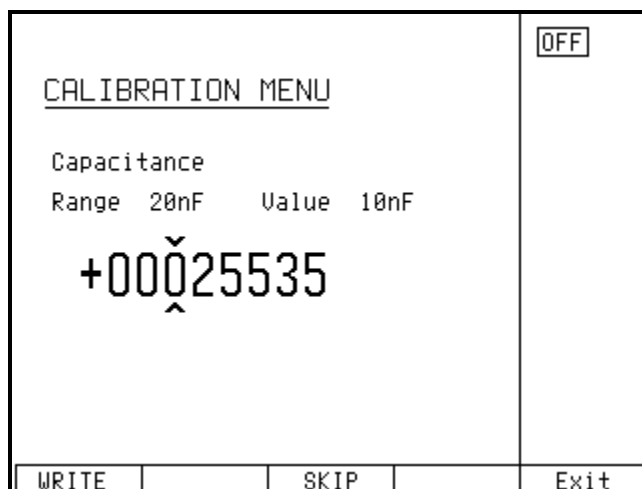 OFF
CALIBRATION MENU
Capacitance
Range 20nF Value 10nF
+00025535
WRITE SKIP Exit